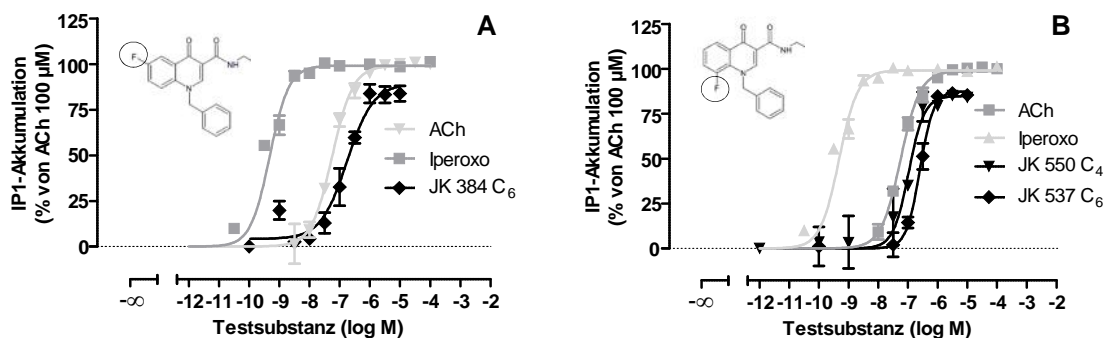 A
IP1-Akkumulation
(% von ACh 100 µM)
125
100
75
50
25
0
F
O
O
NH
N
ACh
Iperoxo
JK 384 C6
-∞
-12 -11 -10 -9 -8 -7 -6 -5 -4 -3 -2
Testsubstanz (log M)
B
IP1-Akkumulation
(% von ACh 100 µM)
125
100
75
50
25
0
O
O
NH
N
F
ACh
Iperoxo
JK 550 C4
JK 537 C6
-∞
-12 -11 -10 -9 -8 -7 -6 -5 -4 -3 -2
Testsubstanz (log M)